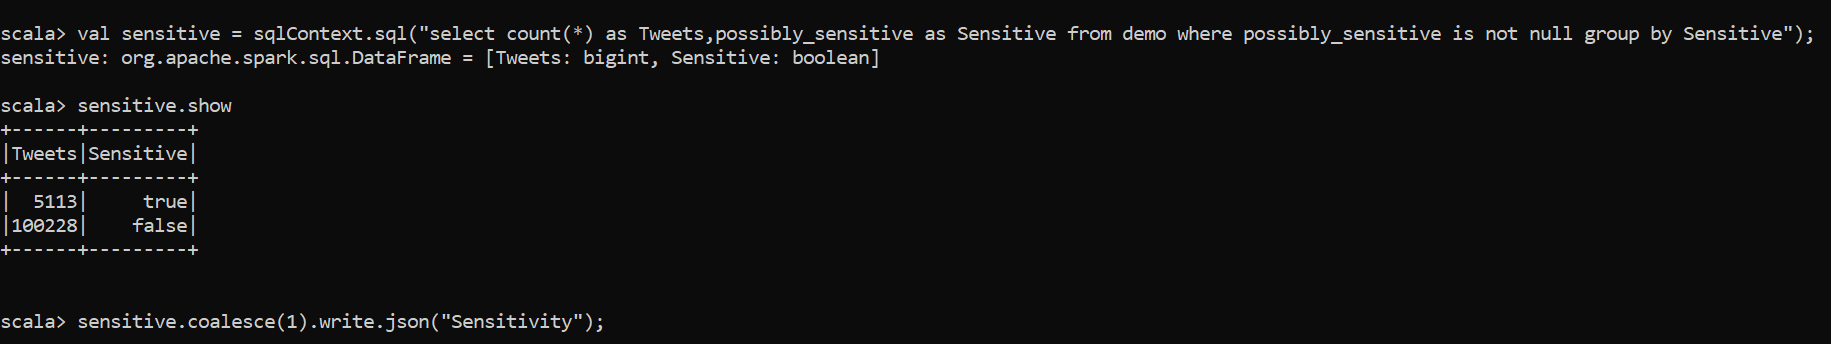 scala> val sensitive = sqlContext.sql("select count(*) as Tweets,possibly_sensitive as Sensitive from demo where possibly_sensitive is not null group by Sensitive");
sensitive: org.apache.spark.sql.DataFrame = [Tweets: bigint, Sensitive: boolean]
scala> sensitive.show
+------+---------+
|Tweets|Sensitive|
+------+---------+
|  5113|     true|
|100228|    false|
+------+---------+
scala> sensitive.coalesce(1).write.json("Sensitivity");